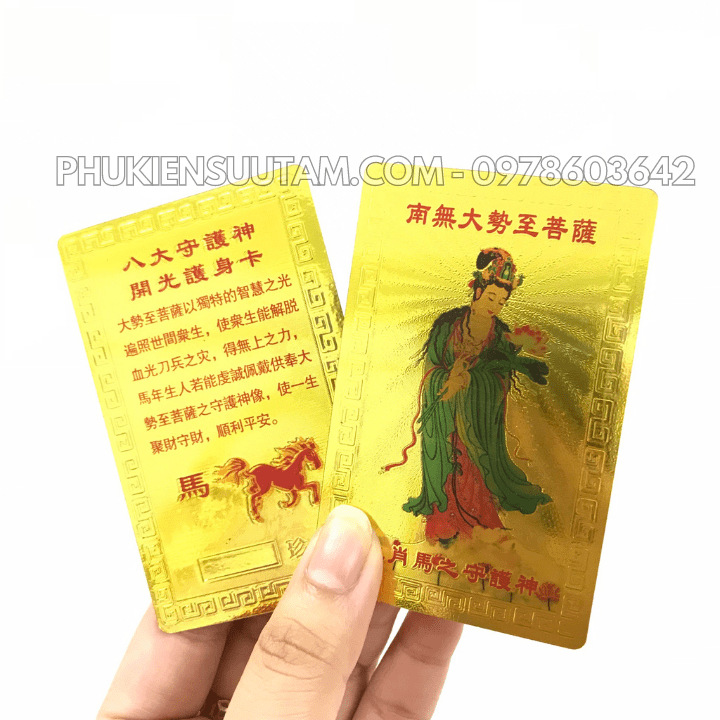 PHUKIENSUUTAM.COM - 0978603642
八大守護神
開光護身卡
大勢至菩薩以獨特的智慧之光
遍照世間衆生，使衆生能解脱
血光刀兵之灾，得無上之力，
馬年生人若能虔誠佩戴供奉大
勢至菩薩之守護神像，使一生
聚財守財，順利平安。
馬
珍
南無大勢至菩薩
肖馬之守護神